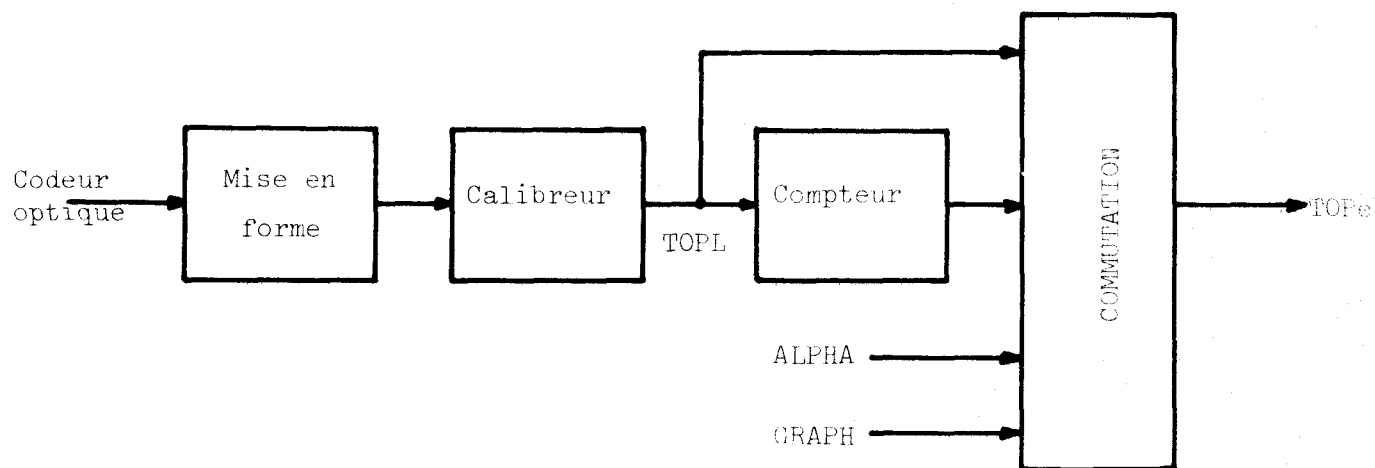 Codeur
optique
Mise en
forme
Calibreur
TOPL
Compteur
COMMUTATION
ALPHA
GRAPH
TOPe